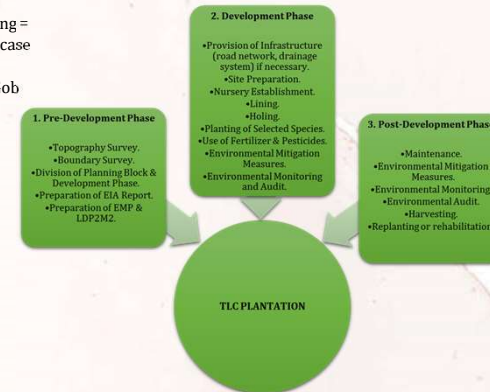 ng =
case
ob
1. Pre-Development Phase
•Topography Survey.
•Boundary Survey.
•Division of Planning Block &
Development Phase.
•Preparation of EIA Report.
•Preparation of EMP &
LDP2M2.
2. Development Phase
•Provision of Infrastructure
(road network, drainage
system) if necessary.
•Site Preparation.
•Nursery Establishment.
•Lining.
•Holing.
•Planting of Selected Species.
•Use of Fertilizer & Pesticides.
•Environmental Mitigation
Measures.
•Environmental Monitoring
and Audit.
3. Post-Development Phase
•Maintenance.
•Environmental Mitigation
Measures.
•Environmental Monitoring
•Environmental Audit.
•Harvesting.
•Replanting or rehabilitation
TLC PLANTATION